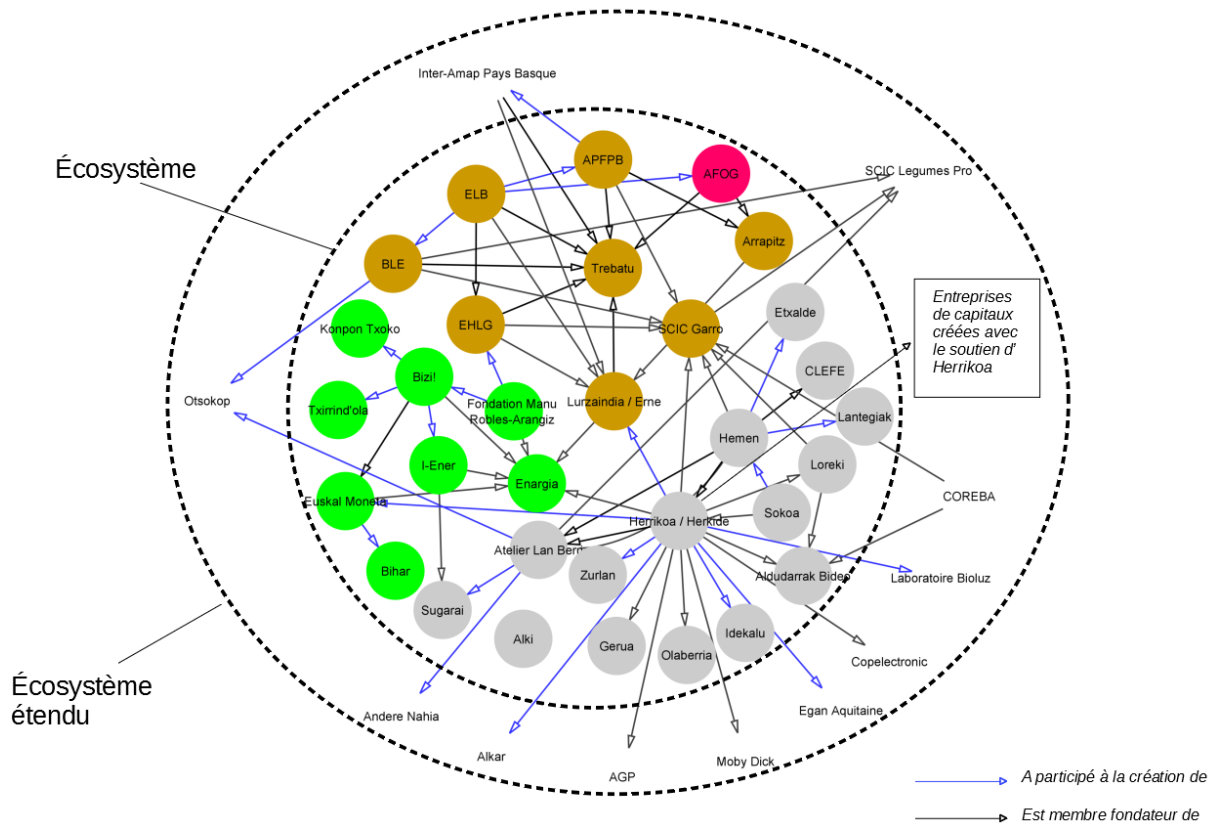 Inter-Amap Pays Basque
Écosystème
APFPB
AFOG
SCIC Legumes Pro
ELB
Arrapitz
BLE
Trebatu
Entreprises
de capitaux
créées avec
le soutien d'
Herrikoa
Etxalde
Konpon Txoko
EHLG
SCIC Garro
CLEFE
Bizi!
Otsokop
Txirrind'ola
Fondation Manu
Robles-Arangiz
Lurzaindia / Erne
Lantegiak
Hemen
I-Ener
Loreki
Enargia
COREBA
Euskal Moneta
Sokoa
Herrikoa / Herkide
Atelier Lan Berri
Bihar
Zurlan
Aldudarrak Bideo
Laboratoire Bioluz
Sugarai
Alki
Gerua
Olaberria
Idekalu
Copelectronic
Écosystème
étendu
Andere Nahia
Egan Aquitaine
Alkar
AGP
Moby Dick
A participé à la création de
Est membre fondateur de